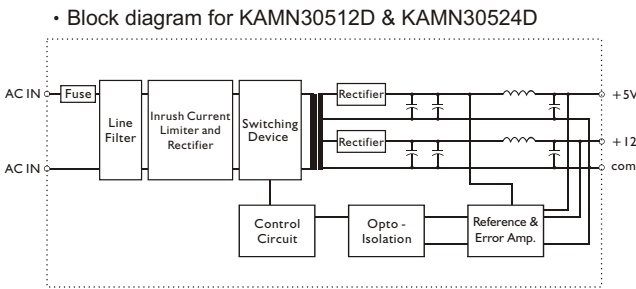 • Block diagram for KAMN30512D & KAMN30524D
AC IN
Fuse
Line
Filter
Inrush Current
Limiter and
Rectifier
Switching
Device
Rectifier
+5V
Rectifier
+12
AC IN
com
Control
Circuit
Opto -
Isolation
Reference &
Error Amp.